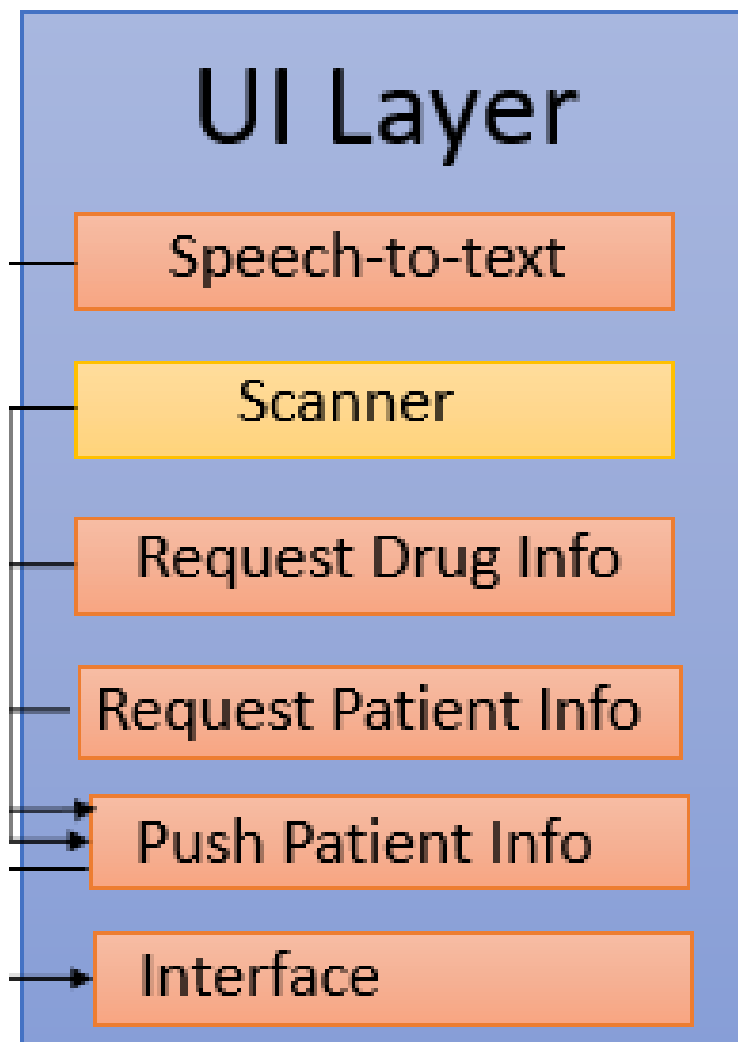 UI Layer
Speech-to-text
Scanner
Request Drug Info
Request Patient Info
Push Patient Info
Interface